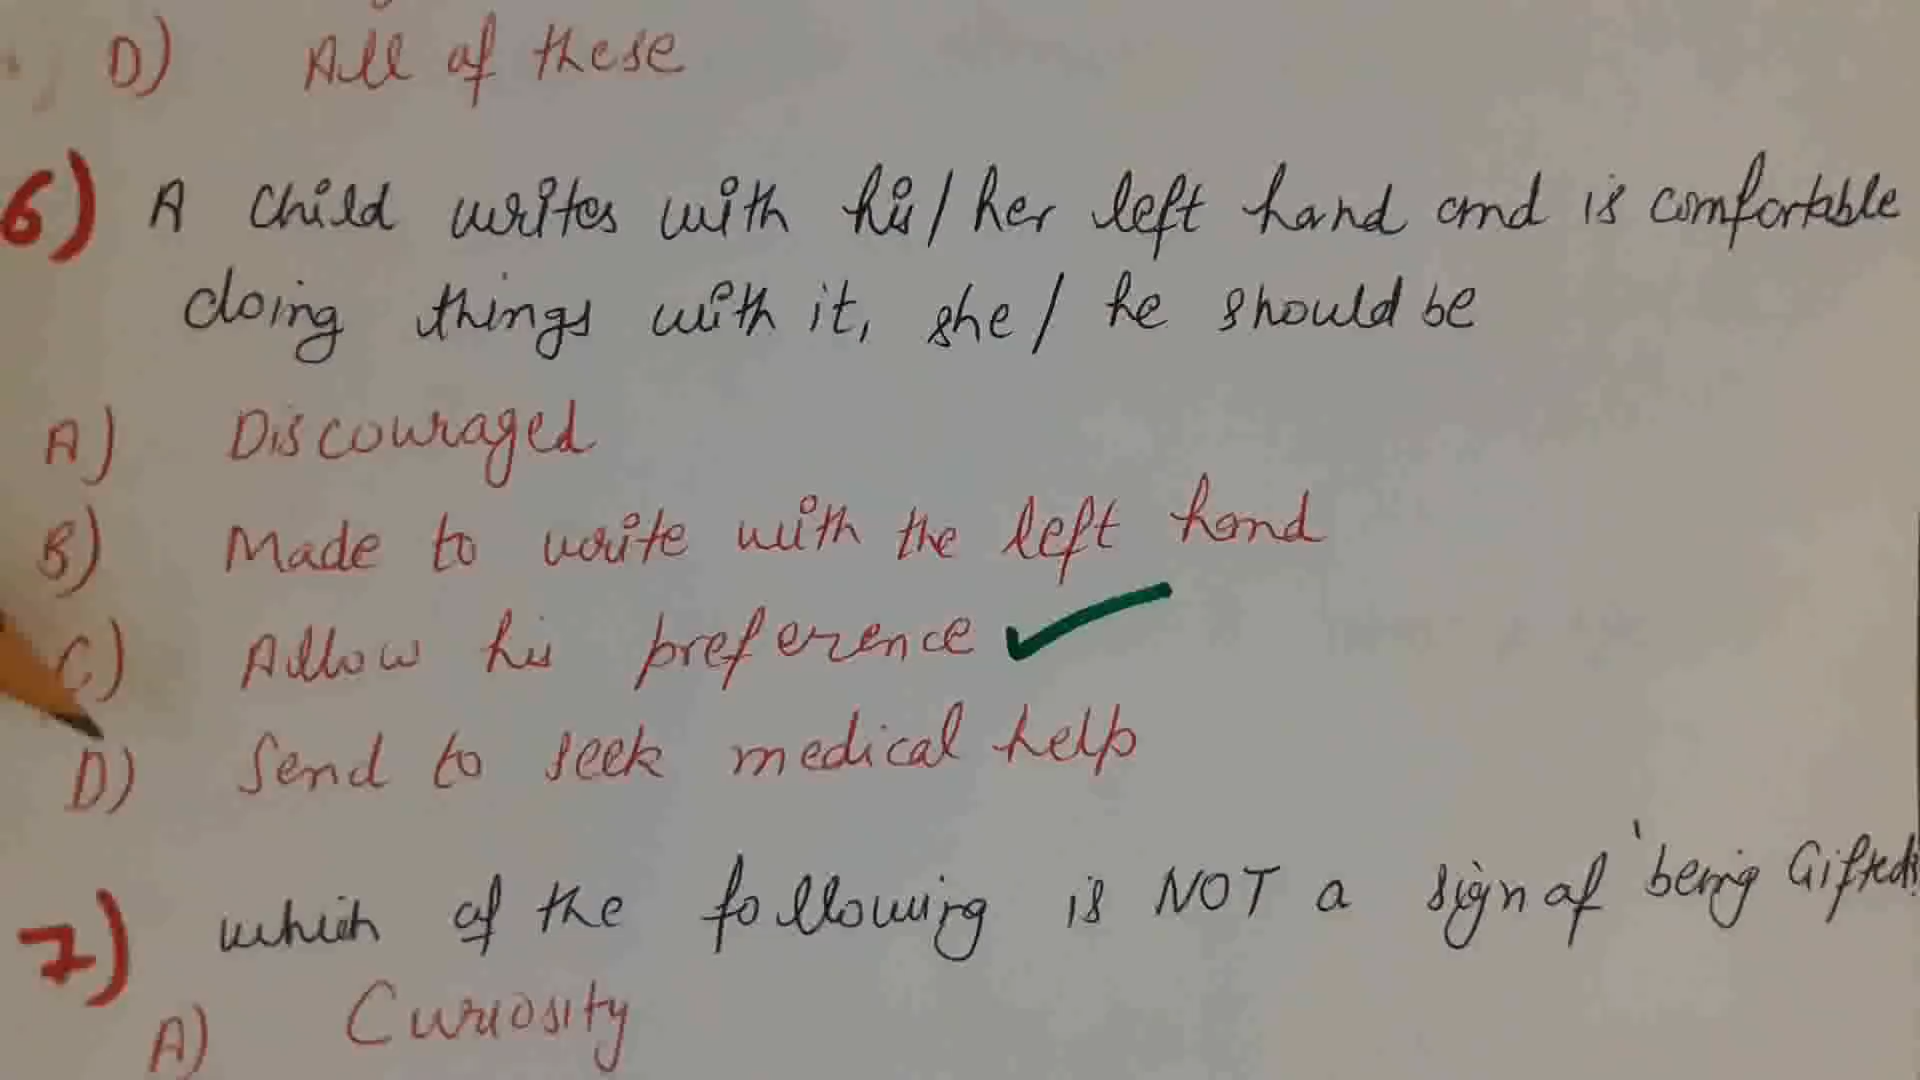 D) All of these
6) A child writes with his/her left hand and is comfortable
doing things with it, she/ he should be
A) Discouraged
B) Made to write with the left hand
C) Allow his preference
D) Send to seek medical help
7) which of the following is NOT a sign of 'being Gifted'
A) Curiosity